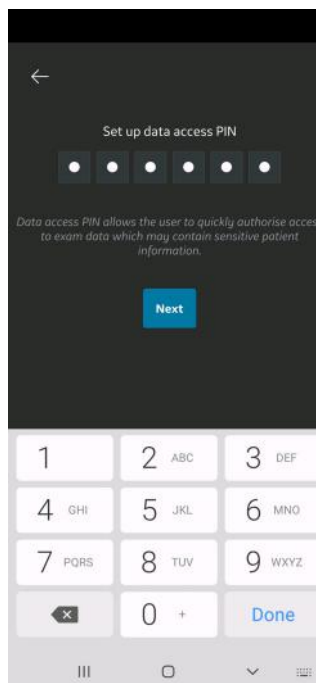 Set up data access PIN
Data access PIN allows the user to quickly authorise acces
to exam data which may contain sensitive patient
information.
Next
1
2 ABC
3 DEF
4 GHI
5 JKL
6 MNO
7 PQRS
8 TUV
9 WXYZ
0 +
Done